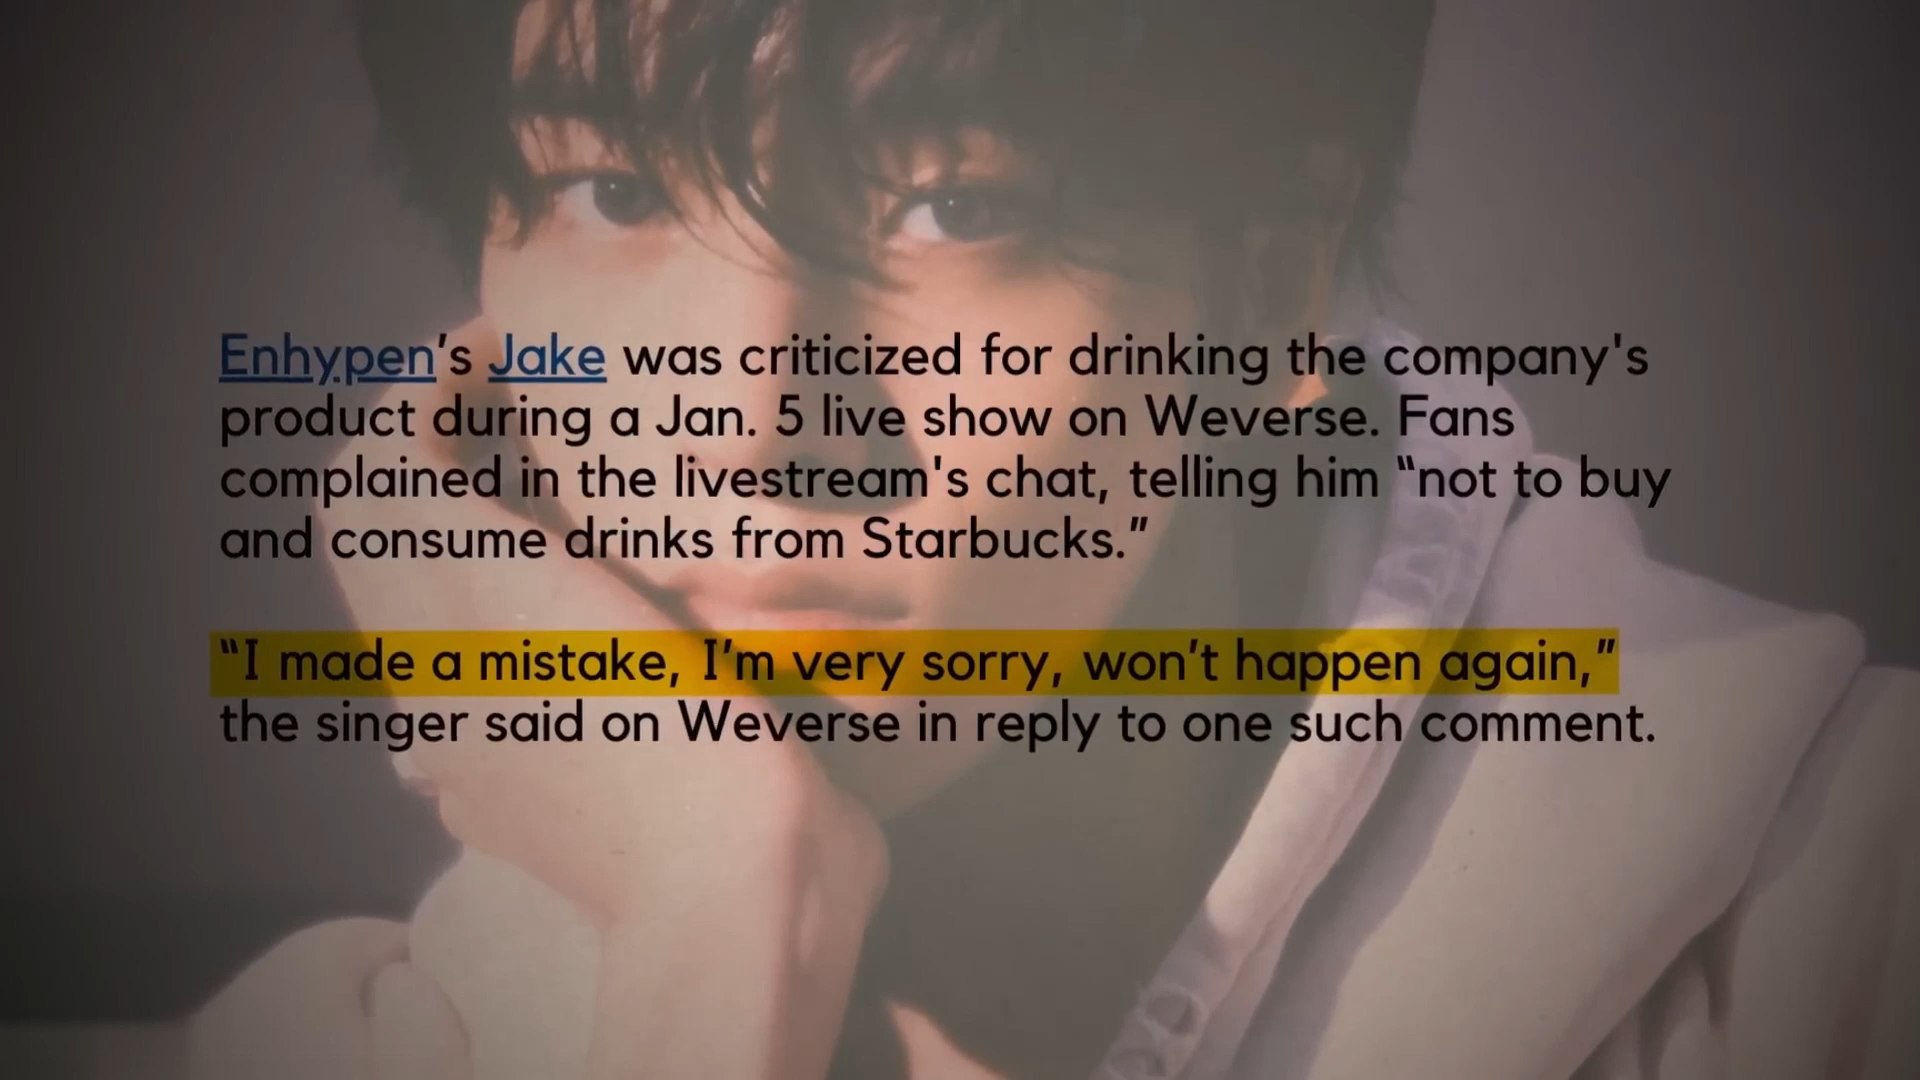 Enhypen’s Jake was criticized for drinking the company's
product during a Jan. 5 live show on Weverse. Fans
complained in the livestream's chat, telling him “not to buy
and consume drinks from Starbucks.”
“I made a mistake, I’m very sorry, won’t happen again,”
the singer said on Weverse in reply to one such comment.